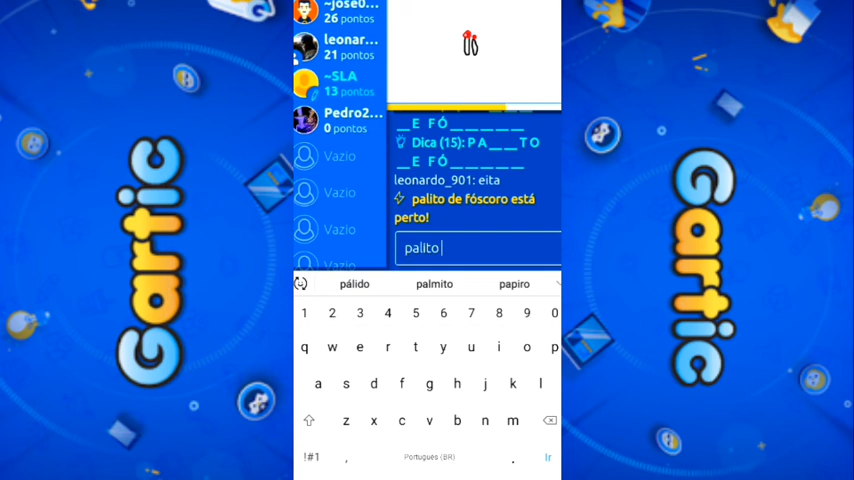 Gartic
~jose0...
26 pontos
leonar...
21 pontos
~SLA
13 pontos
Pedro2...
0 pontos
Vazio
Vazio
Vazio
Vazio
__E FÓ______
Dica (15): PA___TO
__E FÓ______
leonardo_901: eita
palito de fóscoro está
perto!
palito
pálido palmito papiro
1 2 3 4 5 6 7 8 9 0
q w e r t y u i o p
a s d f g h j k l
z x c v b n m
!#1 , Português (BR) . Ir
Gartic